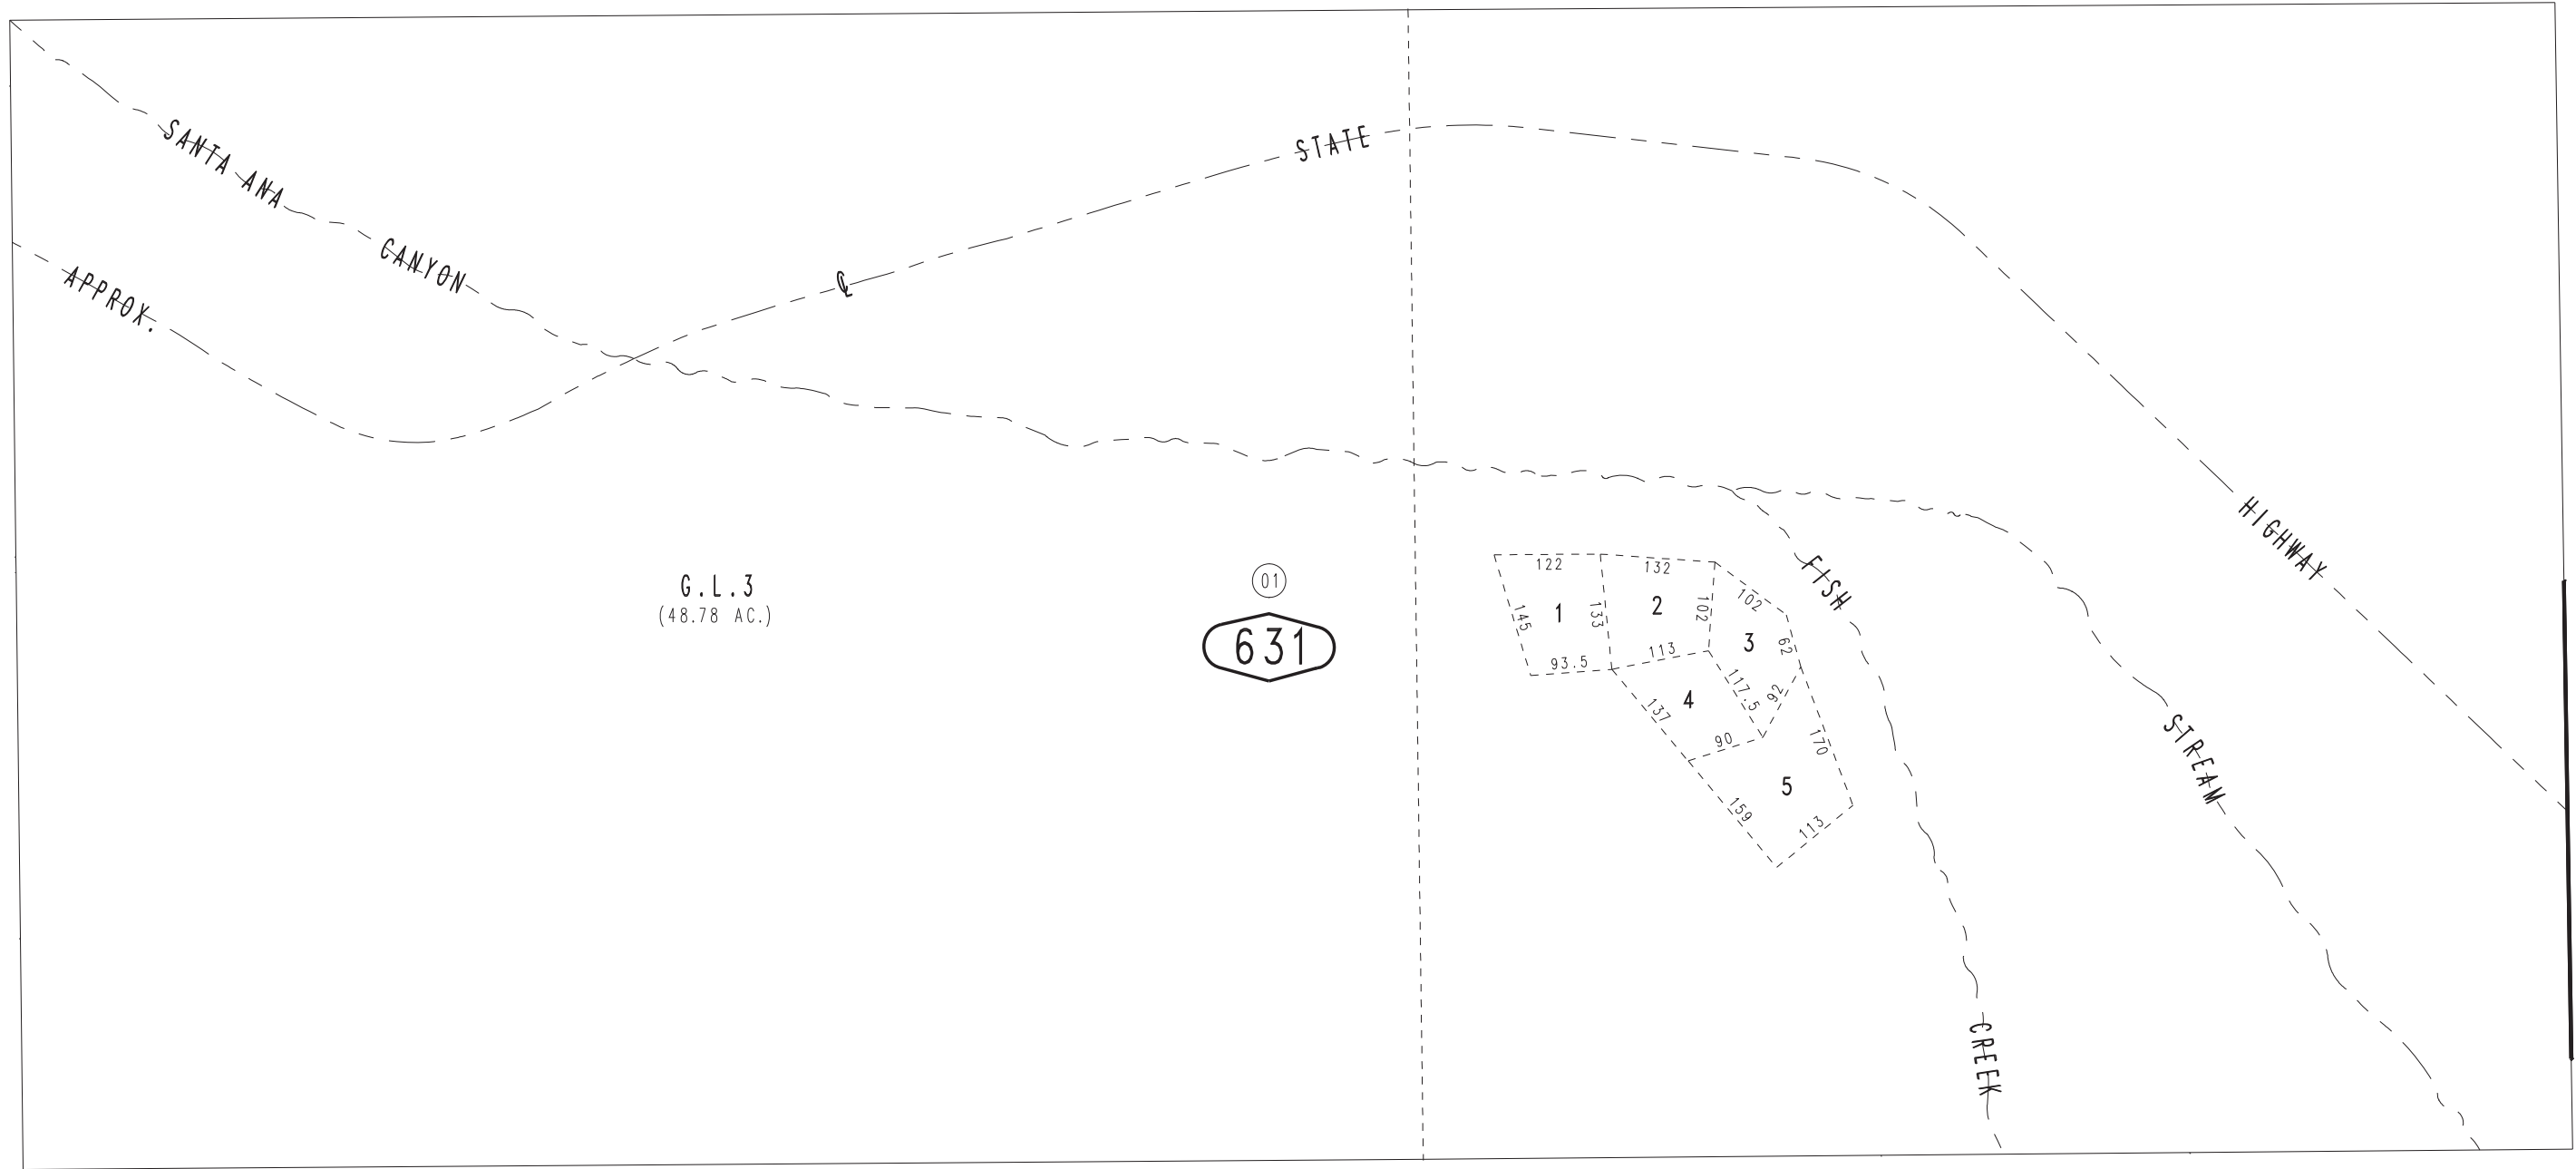 SANTA ANA
CANYON
APPROX.
℄
STATE
HIGHWAY
G.L.3
(48.78 AC.)
01
631
122
132
102
145
1
133
2
102
3
62
93.5
113
117.5
92
4
137
90
170
5
159
113
FISH
CREEK
STREAM